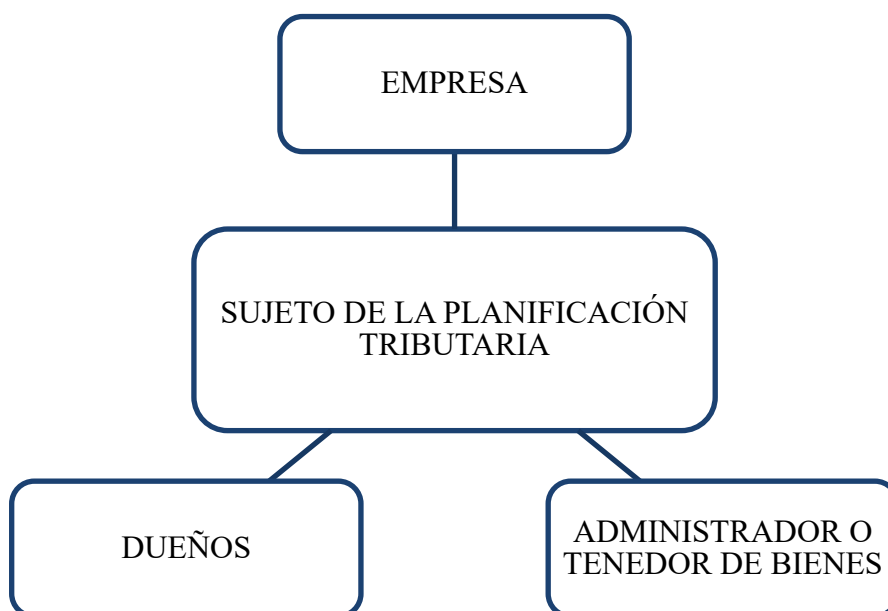 EMPRESA
SUJETO DE LA PLANIFICACIÓN
TRIBUTARIA
DUEÑOS
ADMINISTRADOR O
TENEDOR DE BIENES